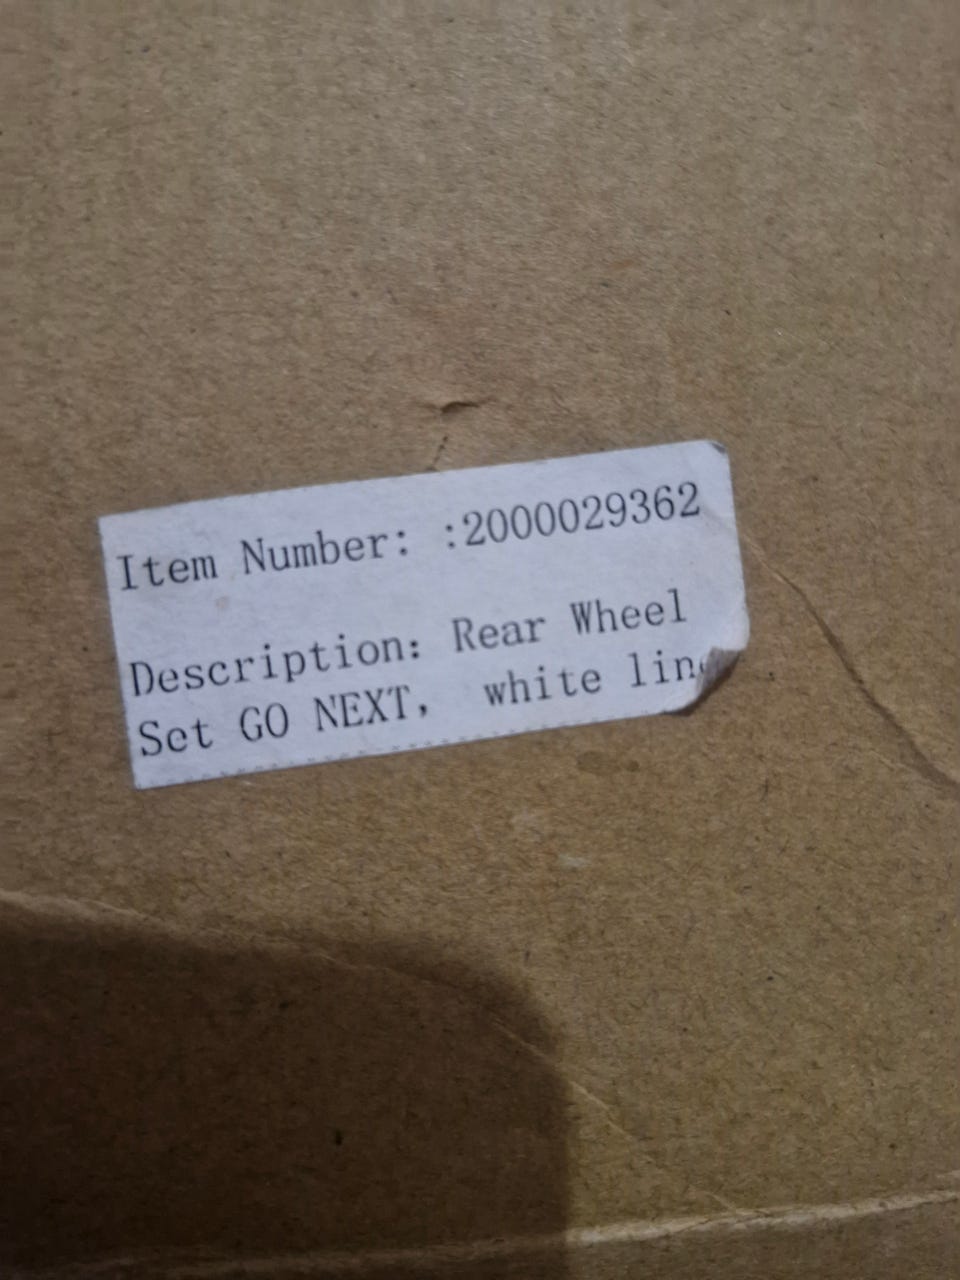 Item Number: :2000029362
Description: Rear Wheel
Set GO NEXT, white